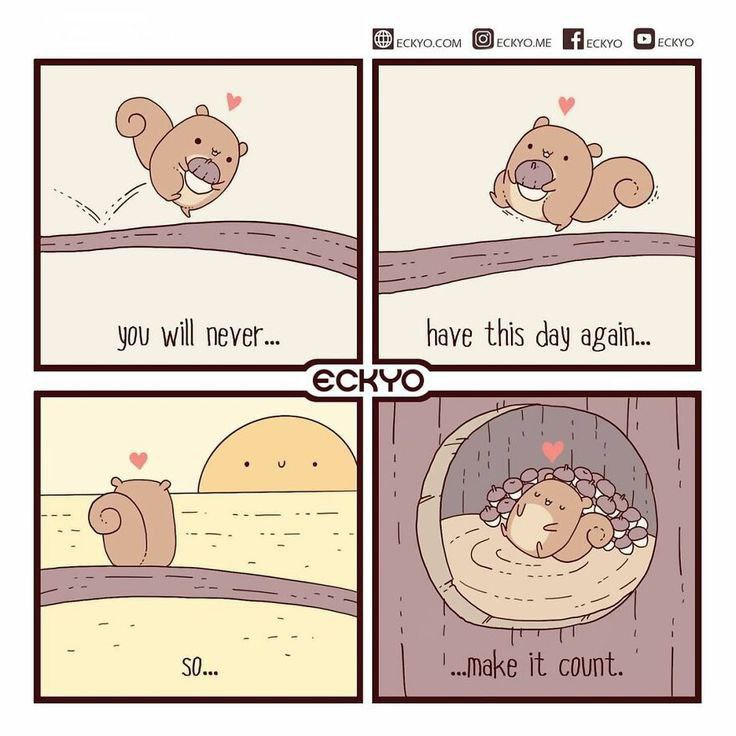 ECKYO.COM ECKYO.ME ECKYO ECKYO
you will never...
have this day again...
ECKYO
so...
...make it count.